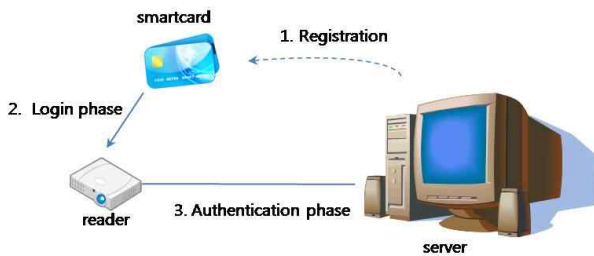 smartcard
1. Registration
2. Login phase
3. Authentication phase
reader
server